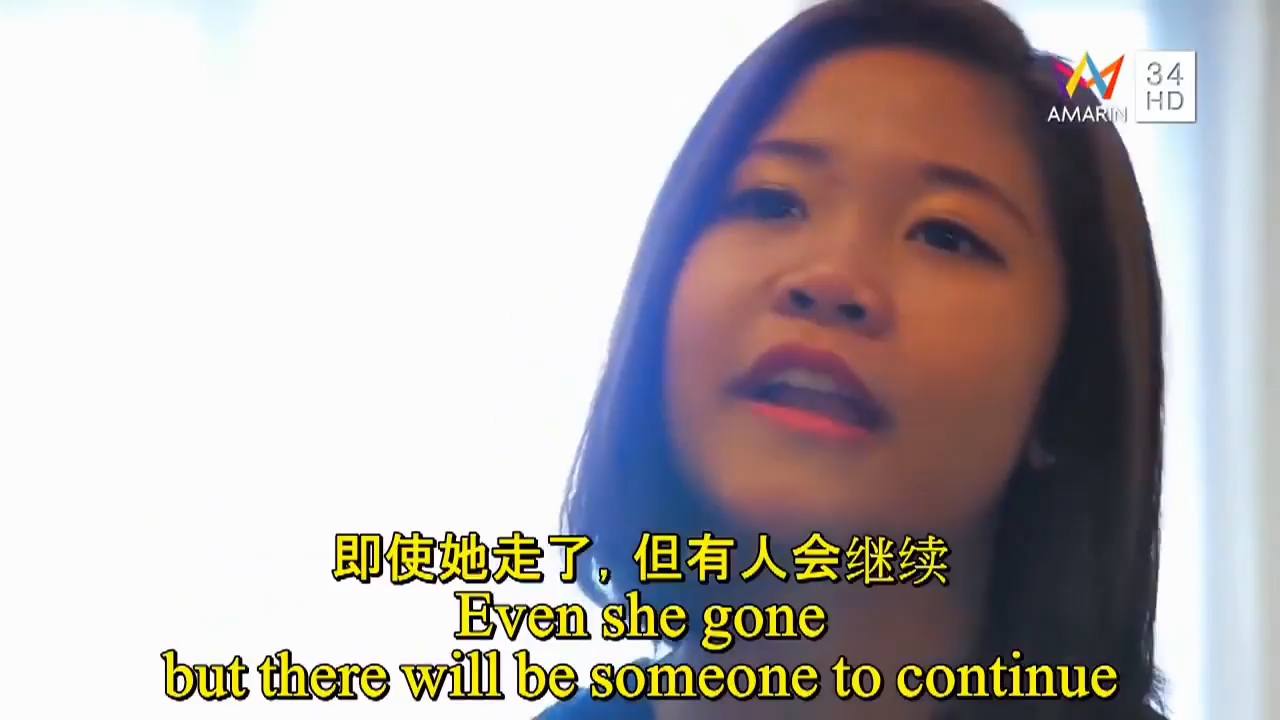 AMARIN
34
HD
即使她走了, 但有人会继续
Even she gone
but there will be someone to continue